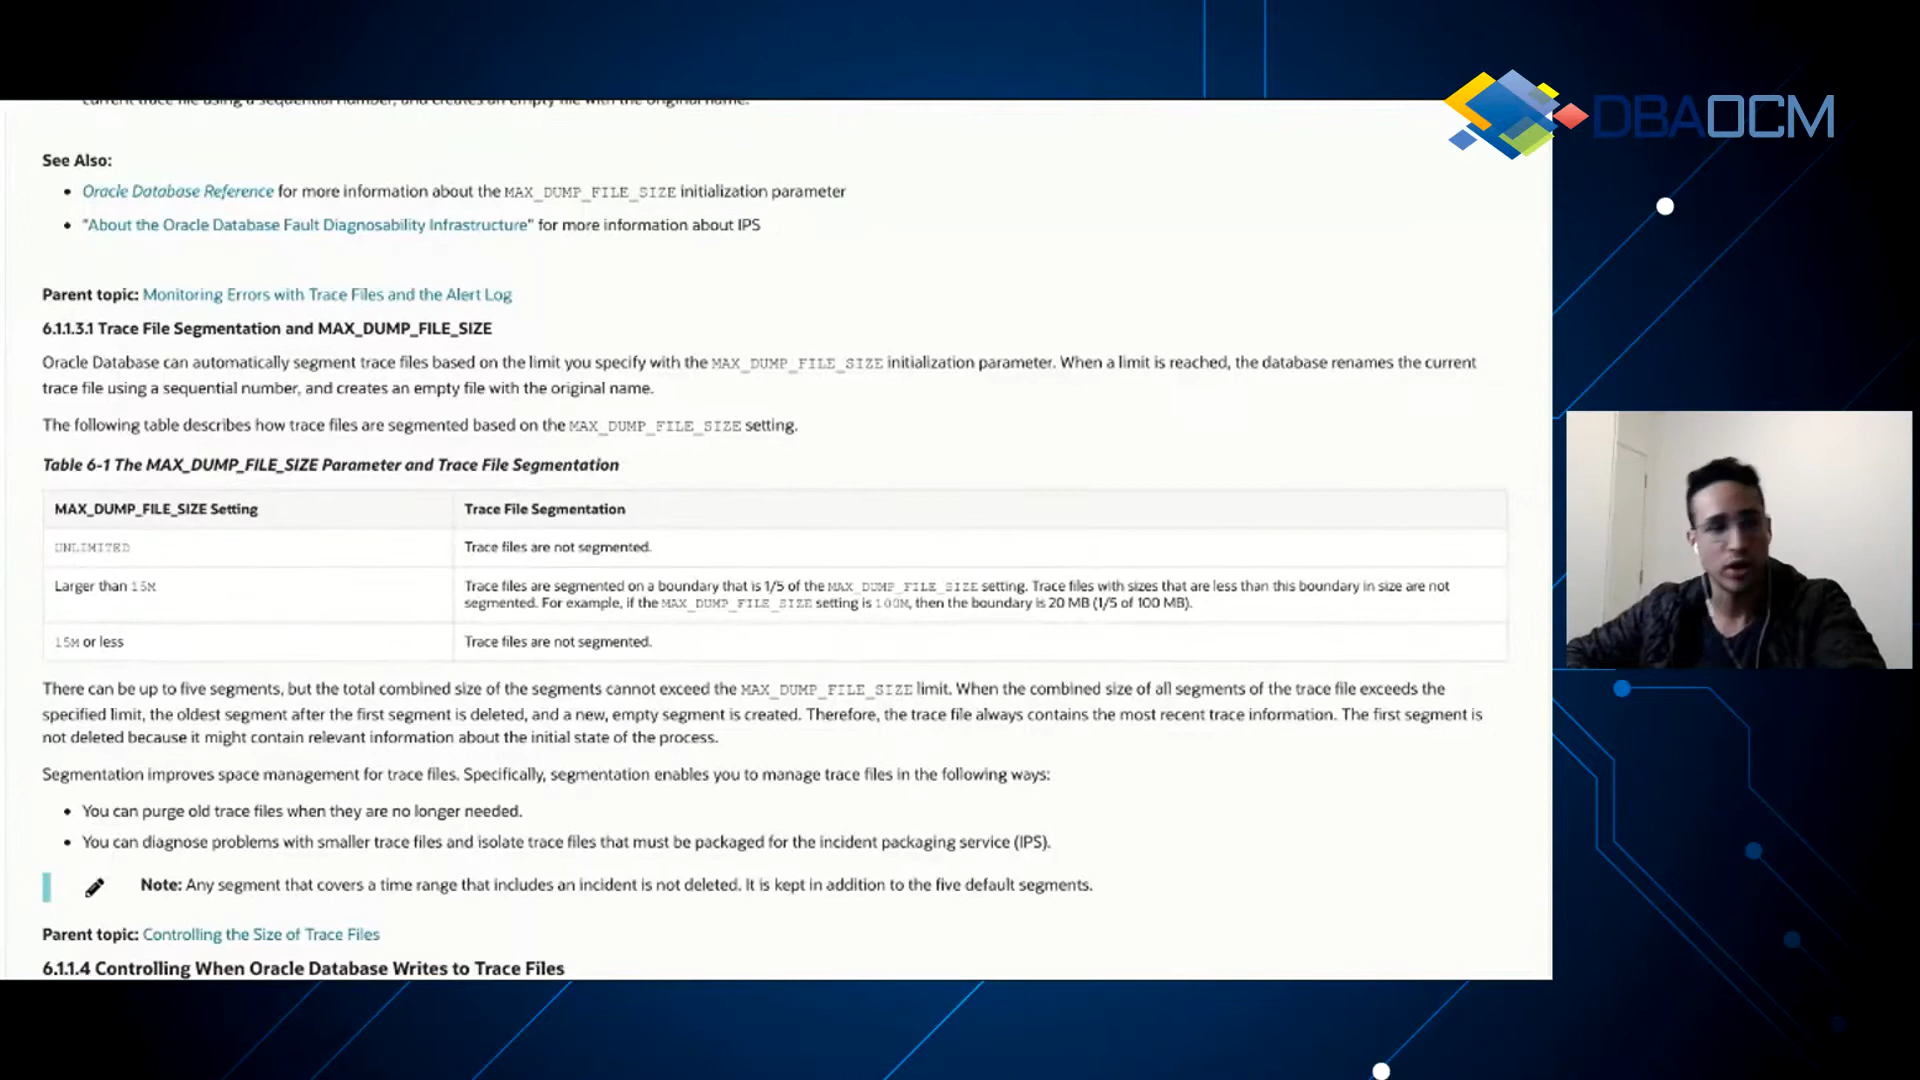 current trace file using a sequential number, and creates an empty file with the original name.
DBAOCM
See Also:
• Oracle Database Reference for more information about the MAX_DUMP_FILE_SIZE initialization parameter
• "About the Oracle Database Fault Diagnosability Infrastructure" for more information about IPS
Parent topic: Monitoring Errors with Trace Files and the Alert Log
6.1.1.3.1 Trace File Segmentation and MAX_DUMP_FILE_SIZE
Oracle Database can automatically segment trace files based on the limit you specify with the MAX_DUMP_FILE_SIZE initialization parameter. When a limit is reached, the database renames the current
trace file using a sequential number, and creates an empty file with the original name.
The following table describes how trace files are segmented based on the MAX_DUMP_FILE_SIZE setting.
Table 6-1 The MAX_DUMP_FILE_SIZE Parameter and Trace File Segmentation
MAX_DUMP_FILE_SIZE Setting Trace File Segmentation
UNLIMITED Trace files are not segmented.
Larger than 15M Trace files are segmented on a boundary that is 1/5 of the MAX_DUMP_FILE_SIZE setting. Trace files with sizes that are less than this boundary in size are not
segmented. For example, if the MAX_DUMP_FILE_SIZE setting is 100M, then the boundary is 20 MB (1/5 of 100 MB).
15M or less Trace files are not segmented.
There can be up to five segments, but the total combined size of the segments cannot exceed the MAX_DUMP_FILE_SIZE limit. When the combined size of all segments of the trace file exceeds the
specified limit, the oldest segment after the first segment is deleted, and a new, empty segment is created. Therefore, the trace file always contains the most recent trace information. The first segment is
not deleted because it might contain relevant information about the initial state of the process.
Segmentation improves space management for trace files. Specifically, segmentation enables you to manage trace files in the following ways:
• You can purge old trace files when they are no longer needed.
• You can diagnose problems with smaller trace files and isolate trace files that must be packaged for the incident packaging service (IPS).
Note: Any segment that covers a time range that includes an incident is not deleted. It is kept in addition to the five default segments.
Parent topic: Controlling the Size of Trace Files
6.1.1.4 Controlling When Oracle Database Writes to Trace Files